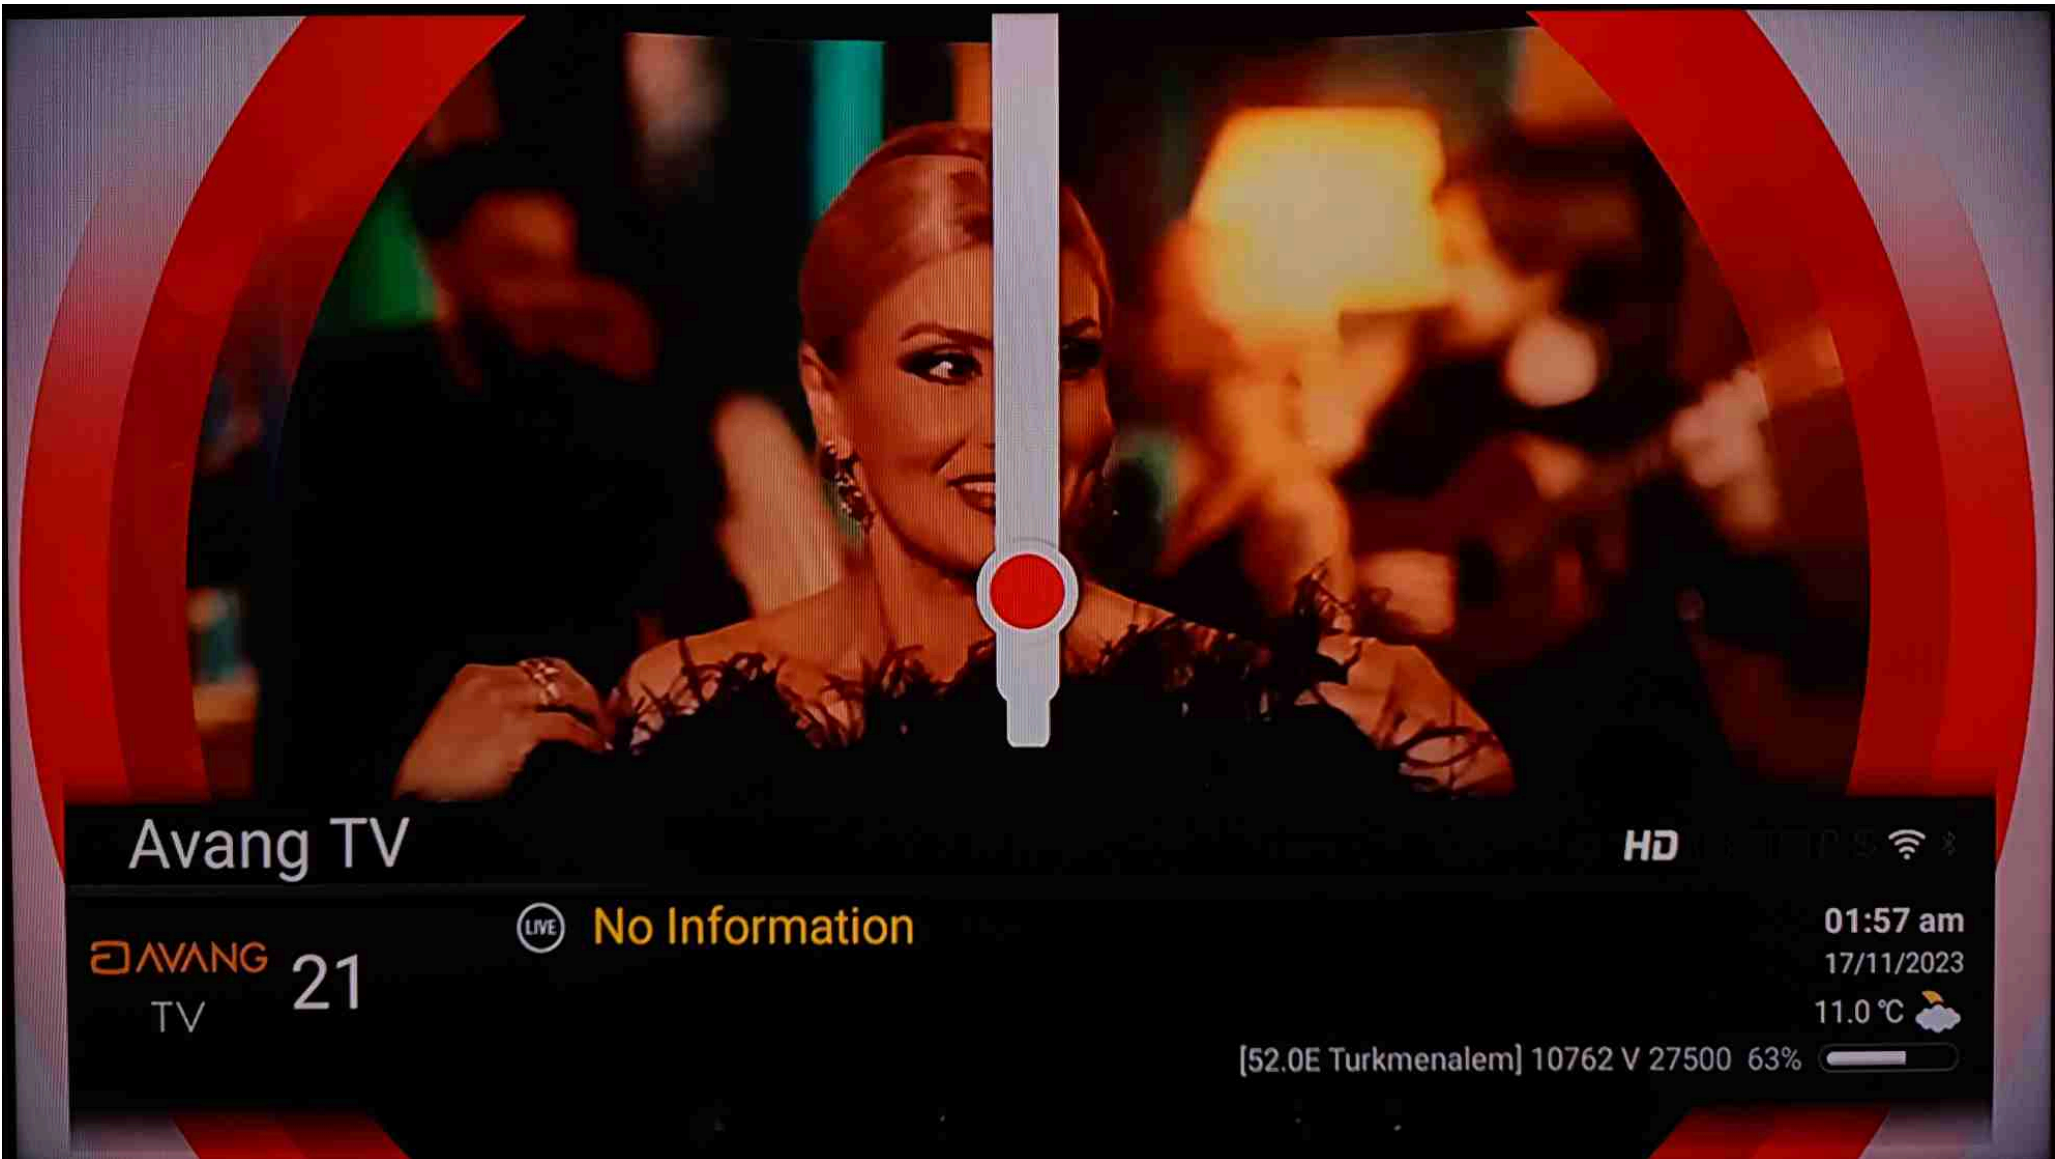 Avang TV
HD
LIVE No Information
01:57 am
AVANG
TV
21
17/11/2023
11.0 °C
[52.0E Turkmenalem] 10762 V 27500 63%